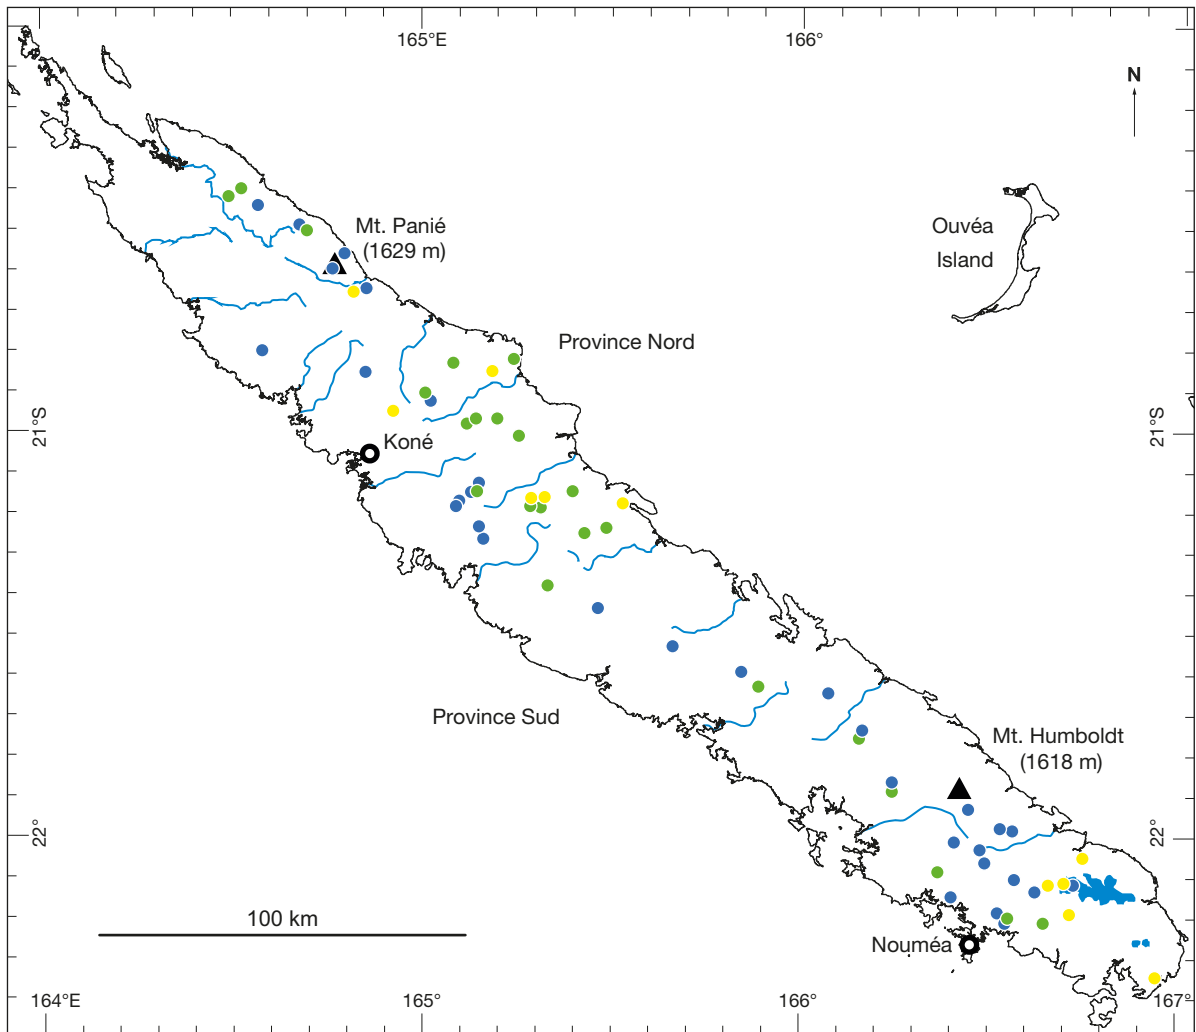 165°E
166°
N
Mt. Panié
(1629 m)
Ouvéa
Island
Province Nord
21°S
21°S
Koné
Province Sud
Mt. Humboldt
(1618 m)
22°
22°
100 km
Nouméa
164°E
165°
166°
167°